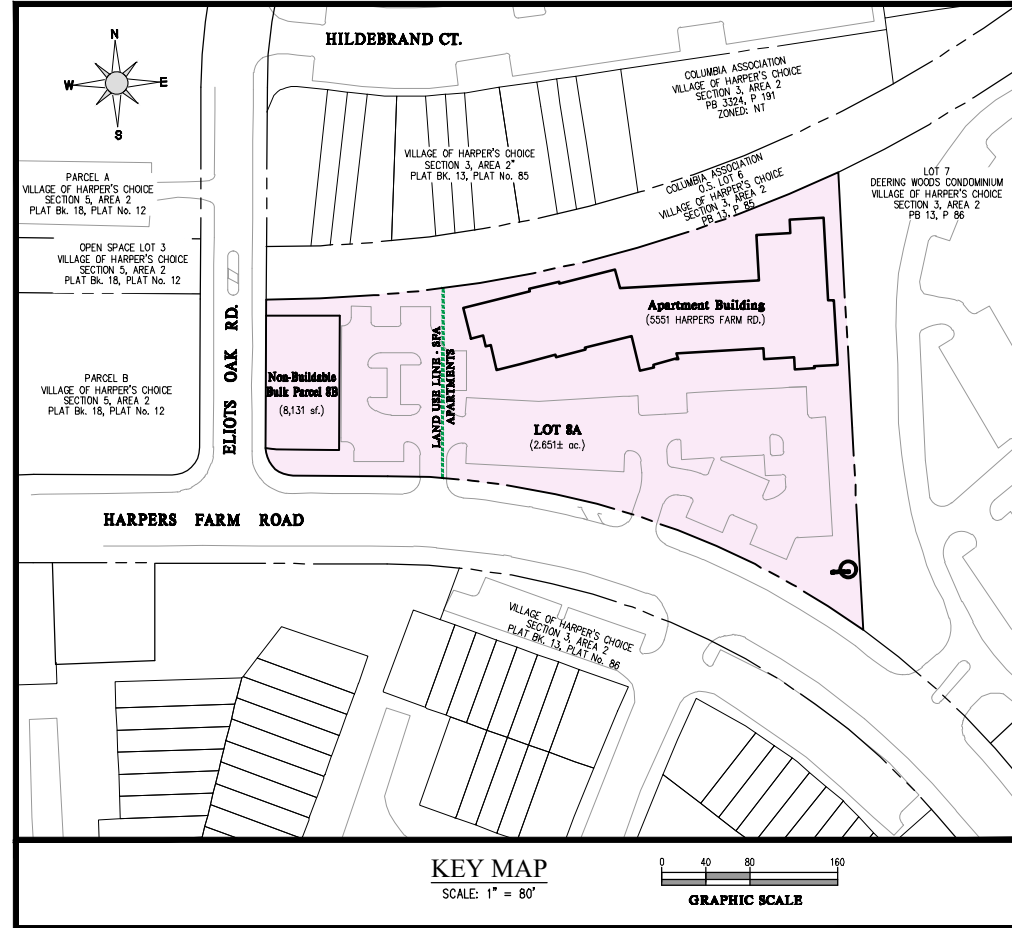 HILDEBRAND CT.
N
W
E
S
COLUMBIA ASSOCIATION
VILLAGE OF HARPER'S CHOICE
SECTION 3, AREA 2
PB 3324, P 191
ZONED: NT
VILLAGE OF HARPER'S CHOICE
SECTION 3, AREA 2"
PLAT BK. 13, PLAT No. 85
COLUMBIA ASSOCIATION
O.S. LOT 6
VILLAGE OF HARPER'S CHOICE
SECTION 3, AREA 2
PB 13, P 85
LOT 7
DEERING WOODS CONDOMINIUM
VILLAGE OF HARPER'S CHOICE
SECTION 3, AREA 2
PB 13, P 86
PARCEL A
VILLAGE OF HARPER'S CHOICE
SECTION 5, AREA 2
PLAT Bk. 18, PLAT No. 12
OPEN SPACE LOT 3
VILLAGE OF HARPER'S CHOICE
SECTION 5, AREA 2
PLAT Bk. 18, PLAT No. 12
PARCEL B
VILLAGE OF HARPER'S CHOICE
SECTION 5, AREA 2
PLAT Bk. 18, PLAT No. 12
ELIOTS OAK RD.
Non-Buildable
Bulk Parcel 8B
(8,131 sf.)
LAND USE LINE - SFA
APARTMENTS
Apartment Building
(5551 HARPERS FARM RD.)
LOT 8A
(2.651± ac.)
HARPERS FARM ROAD
VILLAGE OF HARPER'S CHOICE
SECTION 3, AREA 2
PLAT BK. 13, PLAT No. 86
KEY MAP
SCALE: 1" = 80'
0 40 80 160
GRAPHIC SCALE